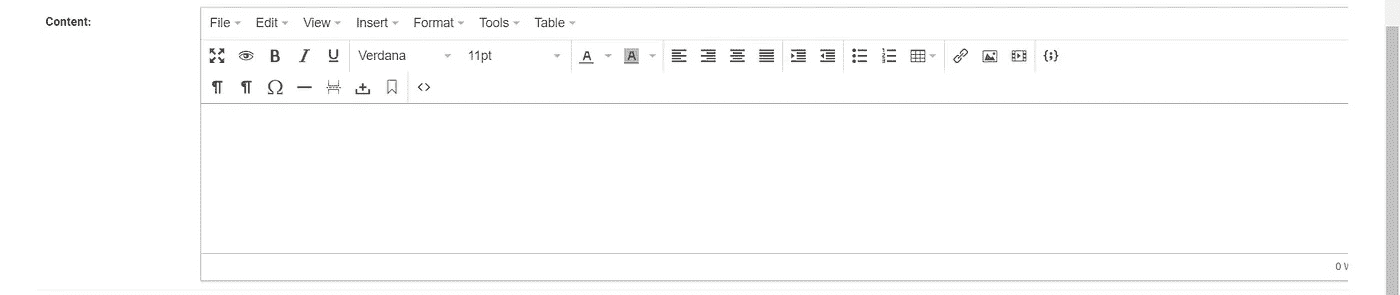 Content:
File Edit View Insert Format Tools Table
B I U Verdana 11pt A A
¶ ¶ Ω <>
0 W